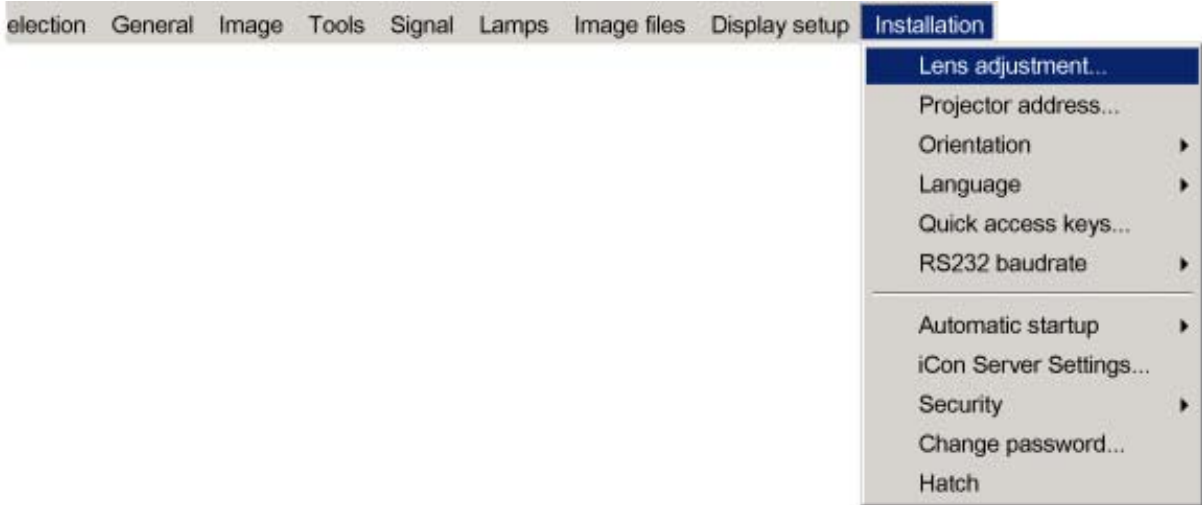 election General Image Tools Signal Lamps Image files Display setup Installation
Lens adjustment...
Projector address...
Orientation
Language
Quick access keys...
RS232 baudrate
Automatic startup
iCon Server Settings...
Security
Change password...
Hatch